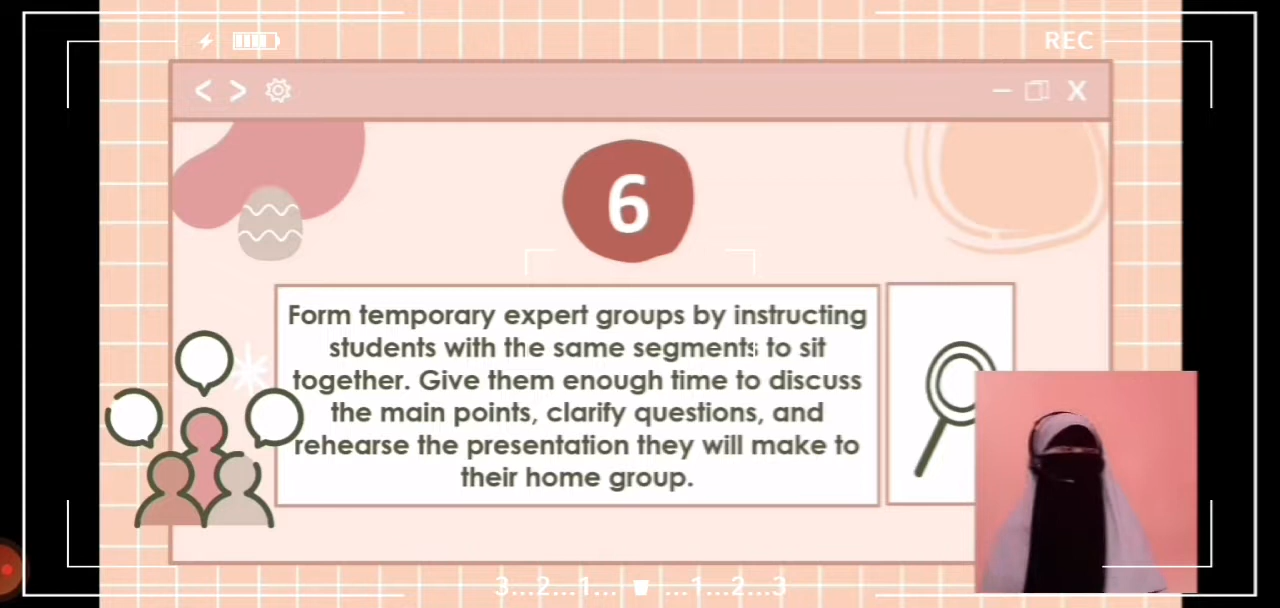 REC
< >
X
6
Form temporary expert groups by instructing
students with the same segments to sit
together. Give them enough time to discuss
the main points, clarify questions, and
rehearse the presentation they will make to
their home group.
3...2...1... ...1...2...3